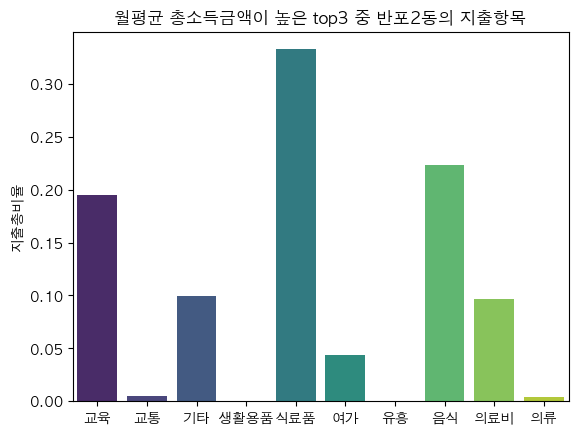 월평균 총소득금액이 높은 top3 중 반포2동의 지출항목
지출총비율
0.30
0.25
0.20
0.15
0.10
0.05
0.00
교육 교통 기타 생활용품 식료품 여가 유흥 음식 의료비 의류